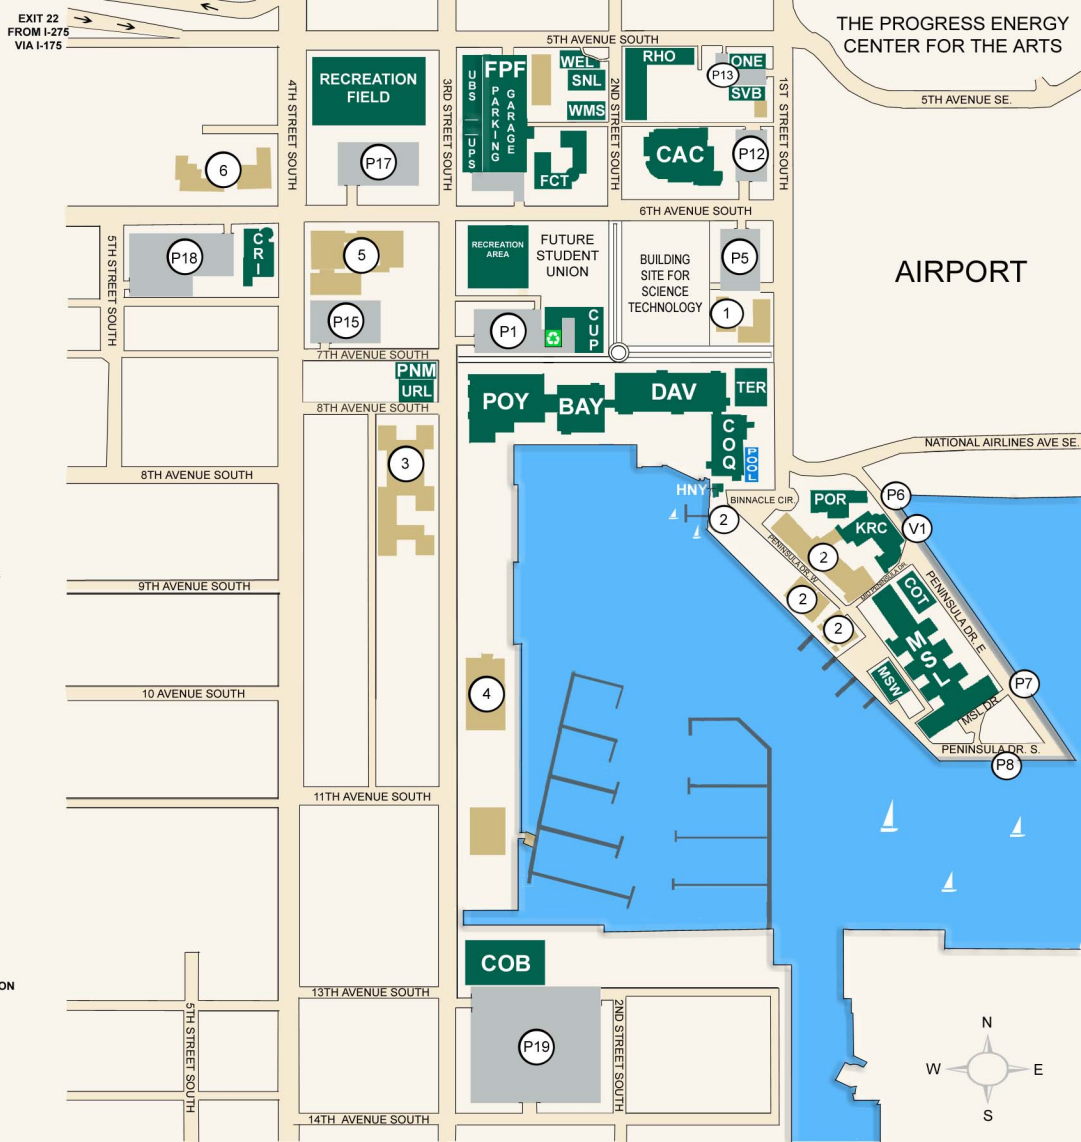 EXIT 22
FROM I-275
VIA I-175
THE PROGRESS ENERGY
CENTER FOR THE ARTS
5TH AVENUE SOUTH
5TH AVENUE SE.
4TH STREET SOUTH
RECREATION
FIELD
3RD STREET SOUTH
UBS
UPS
FPF
PARKING
GARAGE
WEL
SNL
WMS
2ND STREET SOUTH
RHO
P13
ONE
SVB
1ST STREET SOUTH
6
P17
FCT
CAC
P12
6TH AVENUE SOUTH
5TH STREET SOUTH
P18
CRI
5
RECREATION
AREA
FUTURE
STUDENT
UNION
BUILDING
SITE FOR
SCIENCE
TECHNOLOGY
P5
AIRPORT
P15
P1
CUP
1
7TH AVENUE SOUTH
PNM
URL
8TH AVENUE SOUTH
POY
BAY
DAV
TER
COQ
POOL
NATIONAL AIRLINES AVE SE.
3
8TH AVENUE SOUTH
HNY
BINNACLE CIR.
POR
P6
2
KRC
V1
PENINSULA DR. W
2
MID PENINSULA DR.
9TH AVENUE SOUTH
2
COT
PENINSULA DR. E
2
MSL
MSW
P7
10 AVENUE SOUTH
4
MSL DR.
PENINSULA DR. S.
P8
11TH AVENUE SOUTH
COB
ON
13TH AVENUE SOUTH
5TH STREET SOUTH
P19
2ND STREET SOUTH
N
W
E
S
14TH AVENUE SOUTH